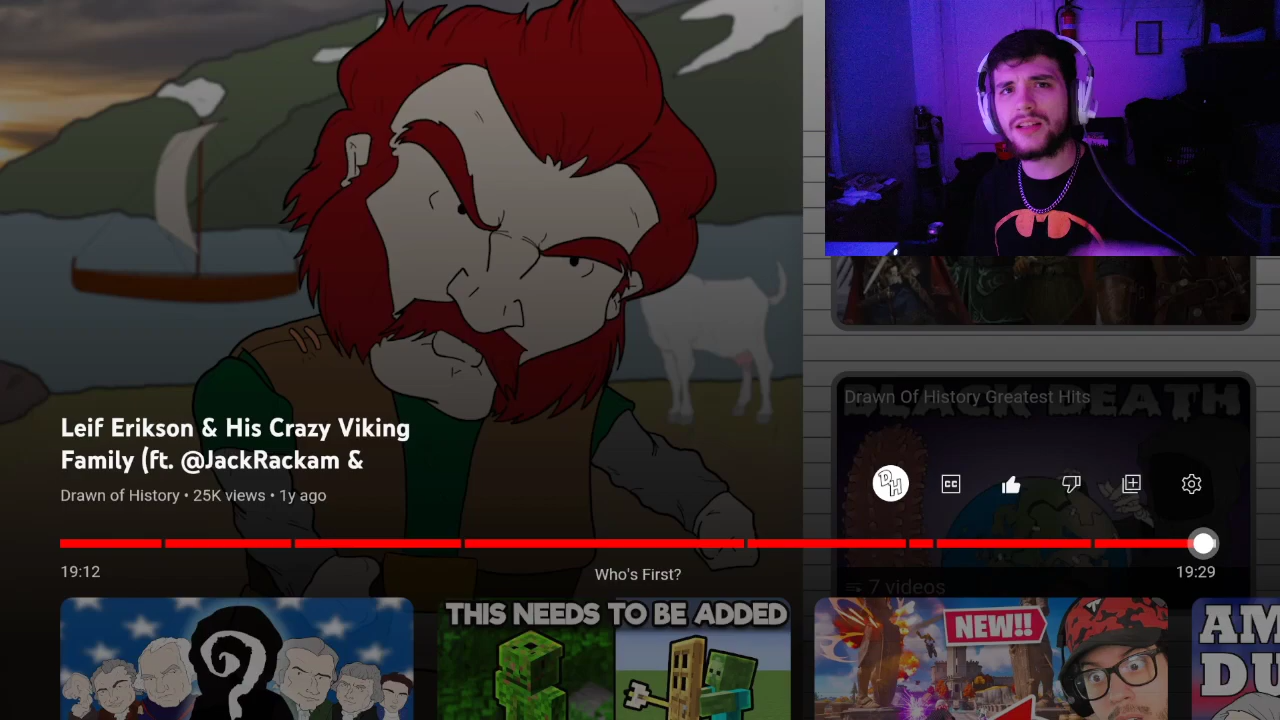 Leif Erikson & His Crazy Viking
Family (ft. @JackRackam &
Drawn of History • 25K views • 1y ago
Drawn Of History Greatest Hits
BLACK DEATH
DH
CC
19:12
Who's First?
19:29
7 videos
THIS NEEDS TO BE ADDED
NEW!!
AM
DU